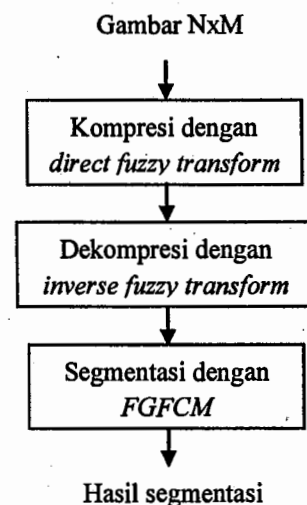 Gambar NxM
Kompresi dengan
direct fuzzy transform
Dekompresi dengan
inverse fuzzy transform
Segmentasi dengan
FGFCM
Hasil segmentasi